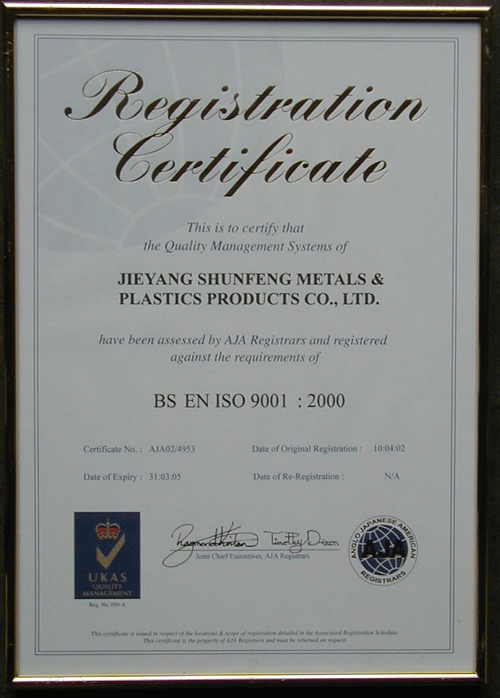 Registration
Certificate
This is to certify that
the Quality Management Systems of
JIEYANG SHUNFENG METALS &
PLASTICS PRODUCTS CO., LTD.
have been assessed by AJA Registrars and registered
against the requirements of
BS EN ISO 9001 : 2000
Certificate No. : AJA02/4953 Date of Original Registration : 10:04:02
Date of Expiry : 31:03:05 Date of Re-Registration : N/A
UKAS
QUALITY
MANAGEMENT
Reg. No. 059-A
Timothy
Joint Chief Executives, AJA Registrars
ANGLO JAPANESE AMERICAN
AJA
REGISTRARS
This certificate is issued in respect of the locations & scope of registration detailed in the Associated Registration Schedule.
This certificate is the property of AJA Registrars and must be returned on request.